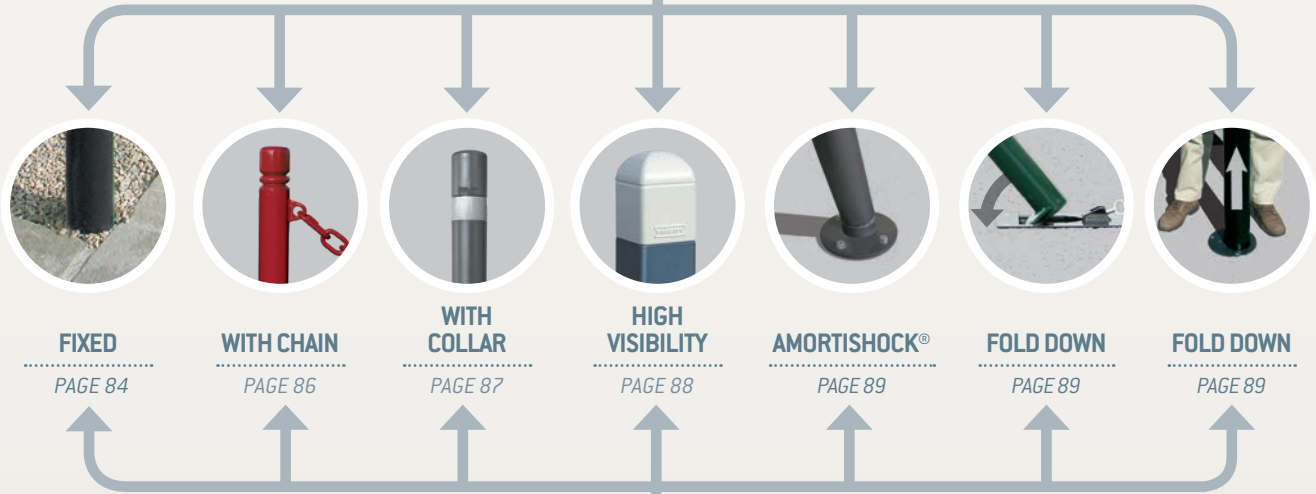 FIXED
PAGE 84
WITH CHAIN
PAGE 86
WITH
COLLAR
PAGE 87
HIGH
VISIBILITY
PAGE 88
AMORTISHOCK®
PAGE 89
FOLD DOWN
PAGE 89
FOLD DOWN
PAGE 89